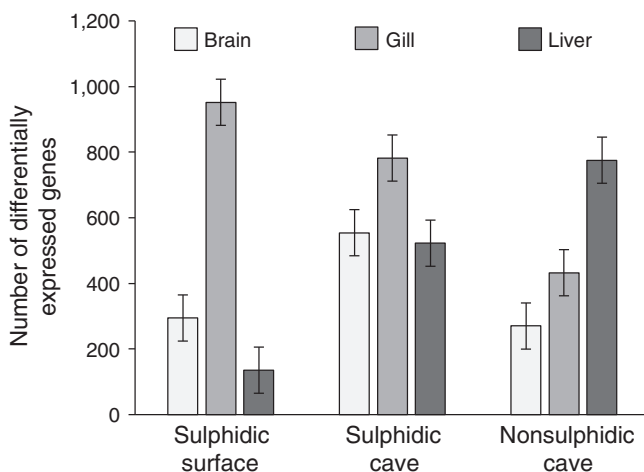 1,200
1,000
800
600
400
200
0
Number of differentially
expressed genes
Brain
Gill
Liver
Sulphidic
surface
Sulphidic
cave
Nonsulphidic
cave